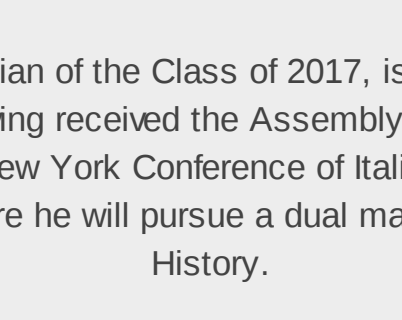 ian of the Class of 2017, is
ving received the Assembly
ew York Conference of Itali
re he will pursue a dual ma
History.